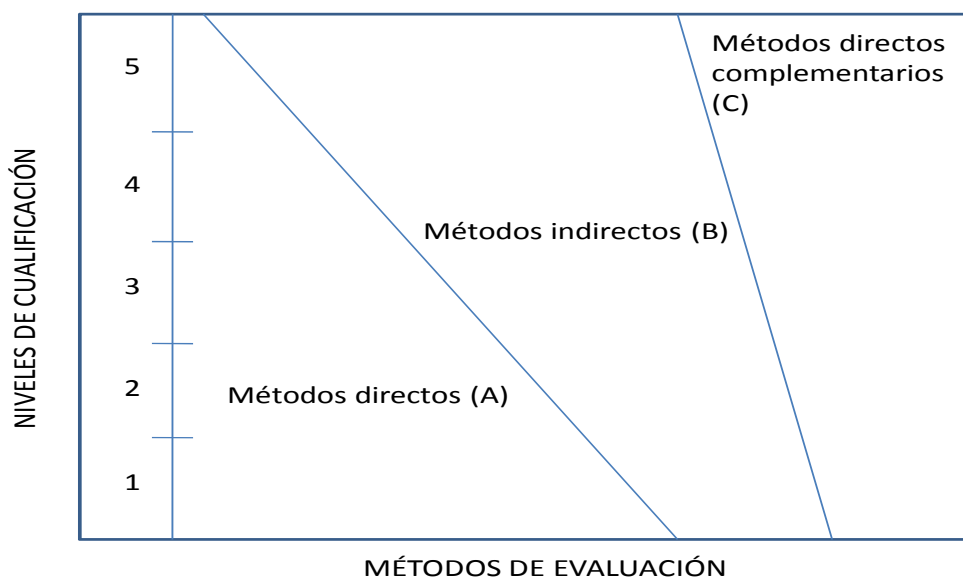 NIVELES DE CUALIFICACIÓN
5
4
3
2
1
Métodos directos
complementarios
(C)
Métodos indirectos (B)
Métodos directos (A)
MÉTODOS DE EVALUACIÓN